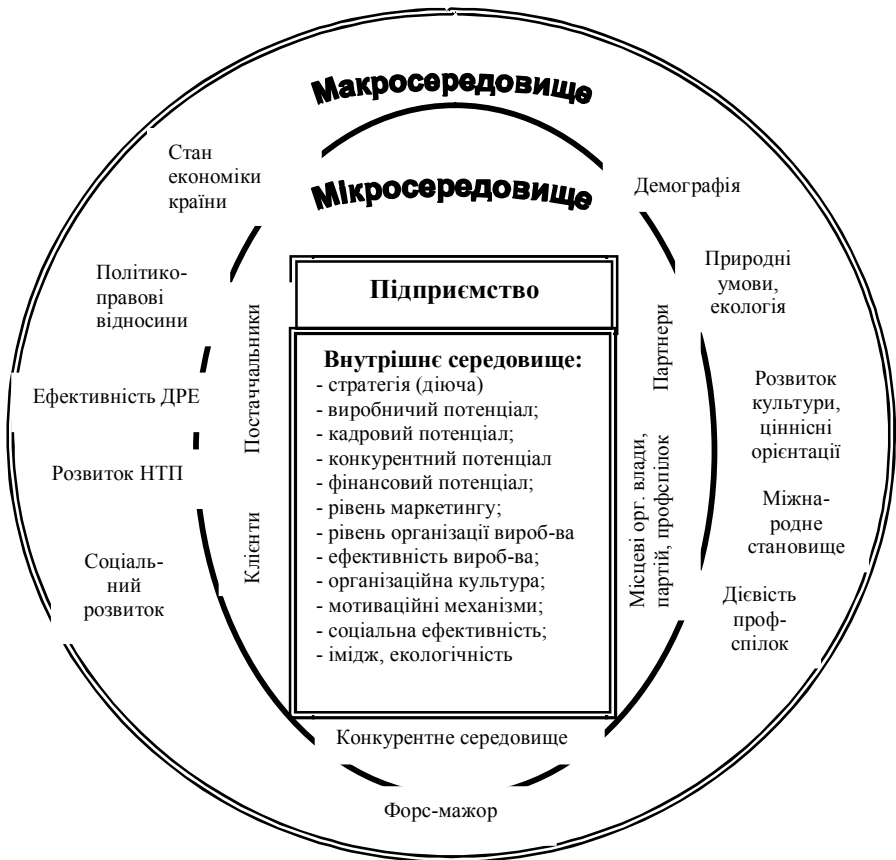 Макросередовище
Стан
економіки
країни
Мікросередовище
Демографія
Політико-
правові
відносини
Природні
умови,
екологія
Ефективність ДРЕ
Розвиток НТП
Соціаль-
ний
розвиток
Постаччальники
Клієнти
Підприємство
Внутрішнє середовище:
- стратегія (діюча)
- виробничий потенціал;
- кадровий потенціал;
- конкурентний потенціал
- фінансовий потенціал;
- рівень маркетингу;
- рівень організації вироб-ва
- ефективність вироб-ва;
- організаційна культура;
- мотиваційні механізми;
- соціальна ефективність;
- імідж, екологічність
Партнери
Місцеві орг. влади,
партій, профспілок
Розвиток
культури,
ціннісні
орієнтації
Міжна-
родне
становище
Дієвість
проф-
спілок
Конкурентне середовище
Форс-мажор